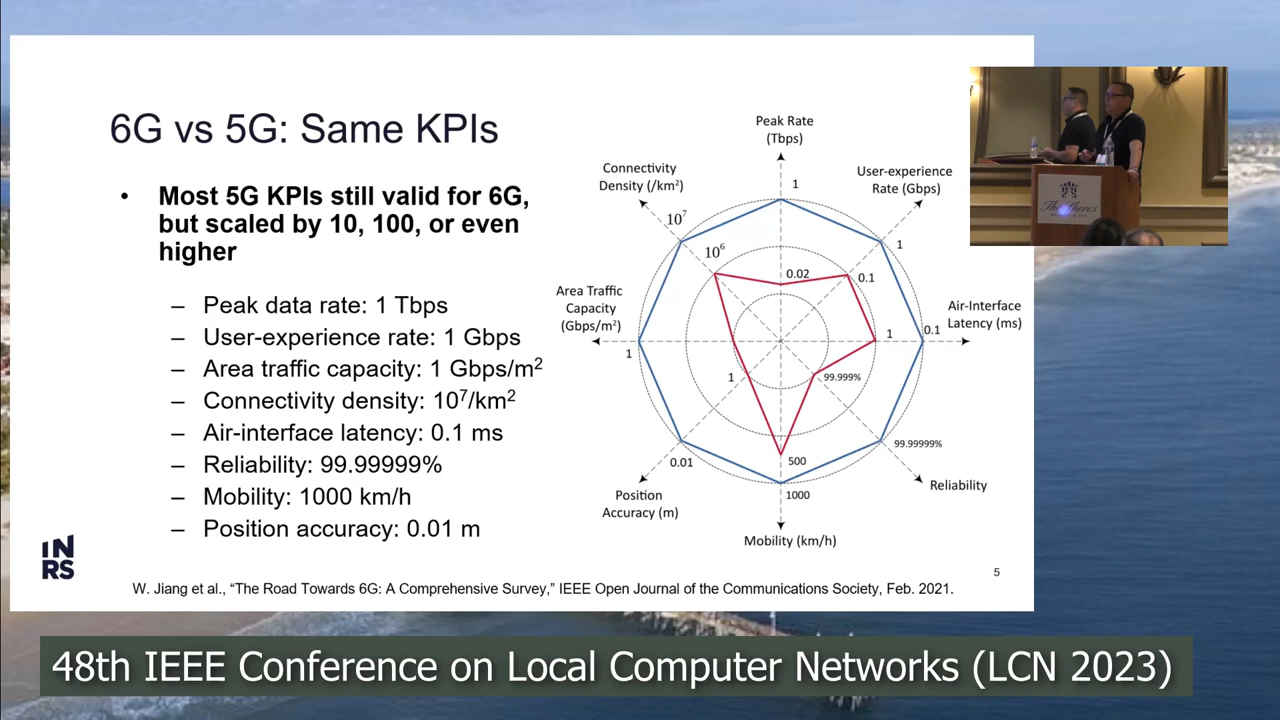 6G vs 5G: Same KPIs
• Most 5G KPIs still valid for 6G,
but scaled by 10, 100, or even
higher
– Peak data rate: 1 Tbps
– User-experience rate: 1 Gbps
– Area traffic capacity: 1 Gbps/m²
– Connectivity density: 10⁷/km²
– Air-interface latency: 0.1 ms
– Reliability: 99.99999%
– Mobility: 1000 km/h
– Position accuracy: 0.01 m
Peak Rate
(Tbps)
1
0.02
User-experience
Rate (Gbps)
1
0.1
Air-Interface
Latency (ms)
0.1
1
Reliability
99.99999%
99.999%
Mobility (km/h)
1000
500
Position
Accuracy (m)
0.01
1
Area Traffic
Capacity
(Gbps/m²)
1
Connectivity
Density (/km²)
10⁷
10⁶
IN
RS
5
W. Jiang et al., “The Road Towards 6G: A Comprehensive Survey,” IEEE Open Journal of the Communications Society, Feb. 2021.
48th IEEE Conference on Local Computer Networks (LCN 2023)